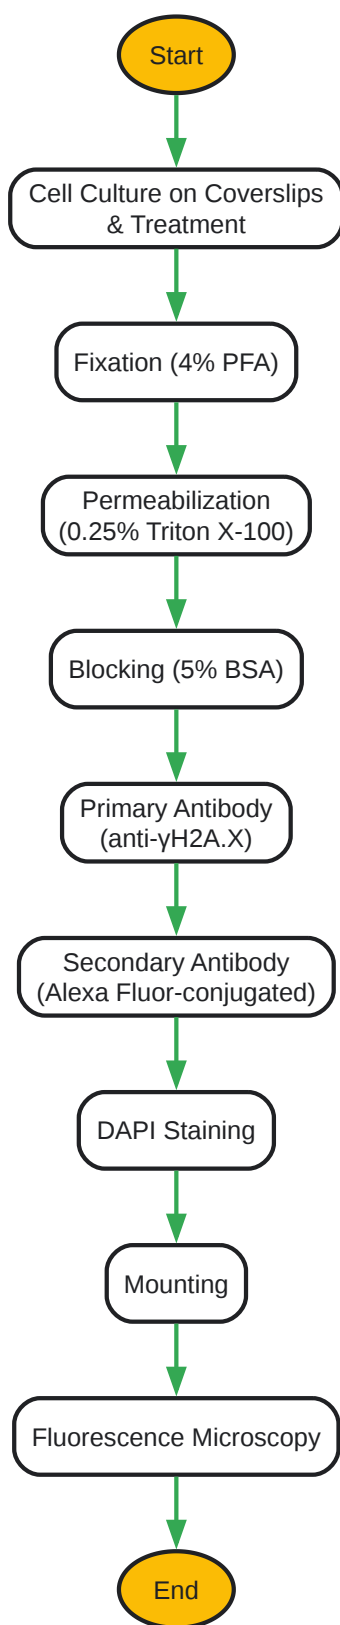 Start
Cell Culture on Coverslips
& Treatment
Fixation (4% PFA)
Permeabilization
(0.25% Triton X-100)
Blocking (5% BSA)
Primary Antibody
(anti-γH2A.X)
Secondary Antibody
(Alexa Fluor-conjugated)
DAPI Staining
Mounting
Fluorescence Microscopy
End